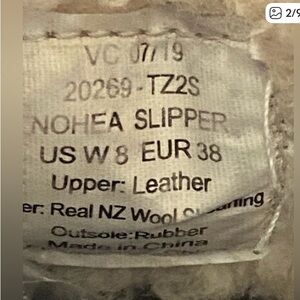 2/9
VC 07/19
20269-TZ2S
NOHEA SLIPPER
US W 8 EUR 38
Upper: Leather
er: Real NZ Wool
Outsole: Rubber
Made in China